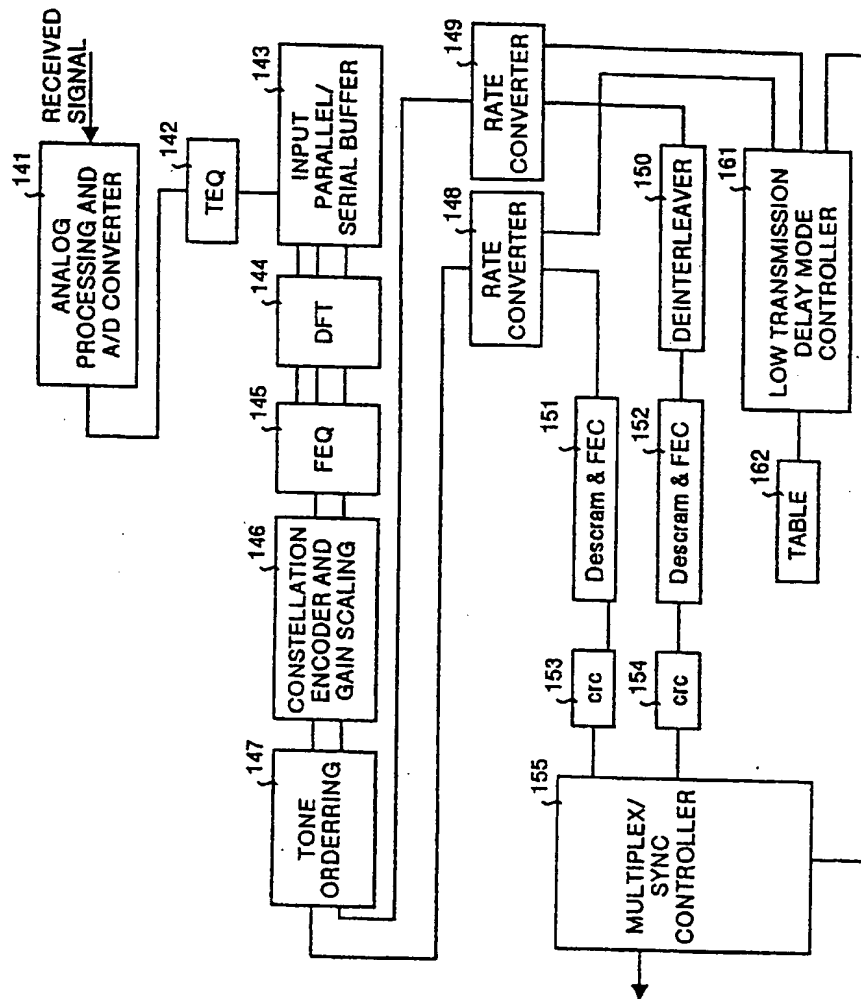 RECEIVED
SIGNAL
141
ANALOG
PROCESSING AND
A/D CONVERTER
142
TEQ
143
INPUT
PARALLEL/
SERIAL BUFFER
144
DFT
145
FEQ
146
CONSTELLATION
ENCODER AND
GAIN SCALING
147
TONE
ORDERRING
148
RATE
CONVERTER
149
RATE
CONVERTER
150
DEINTERLEAVER
151
Descram & FEC
152
Descram & FEC
153
crc
154
crc
155
MULTIPLEX/
SYNC
CONTROLLER
161
LOW TRANSMISSION
DELAY MODE
CONTROLLER
162
TABLE